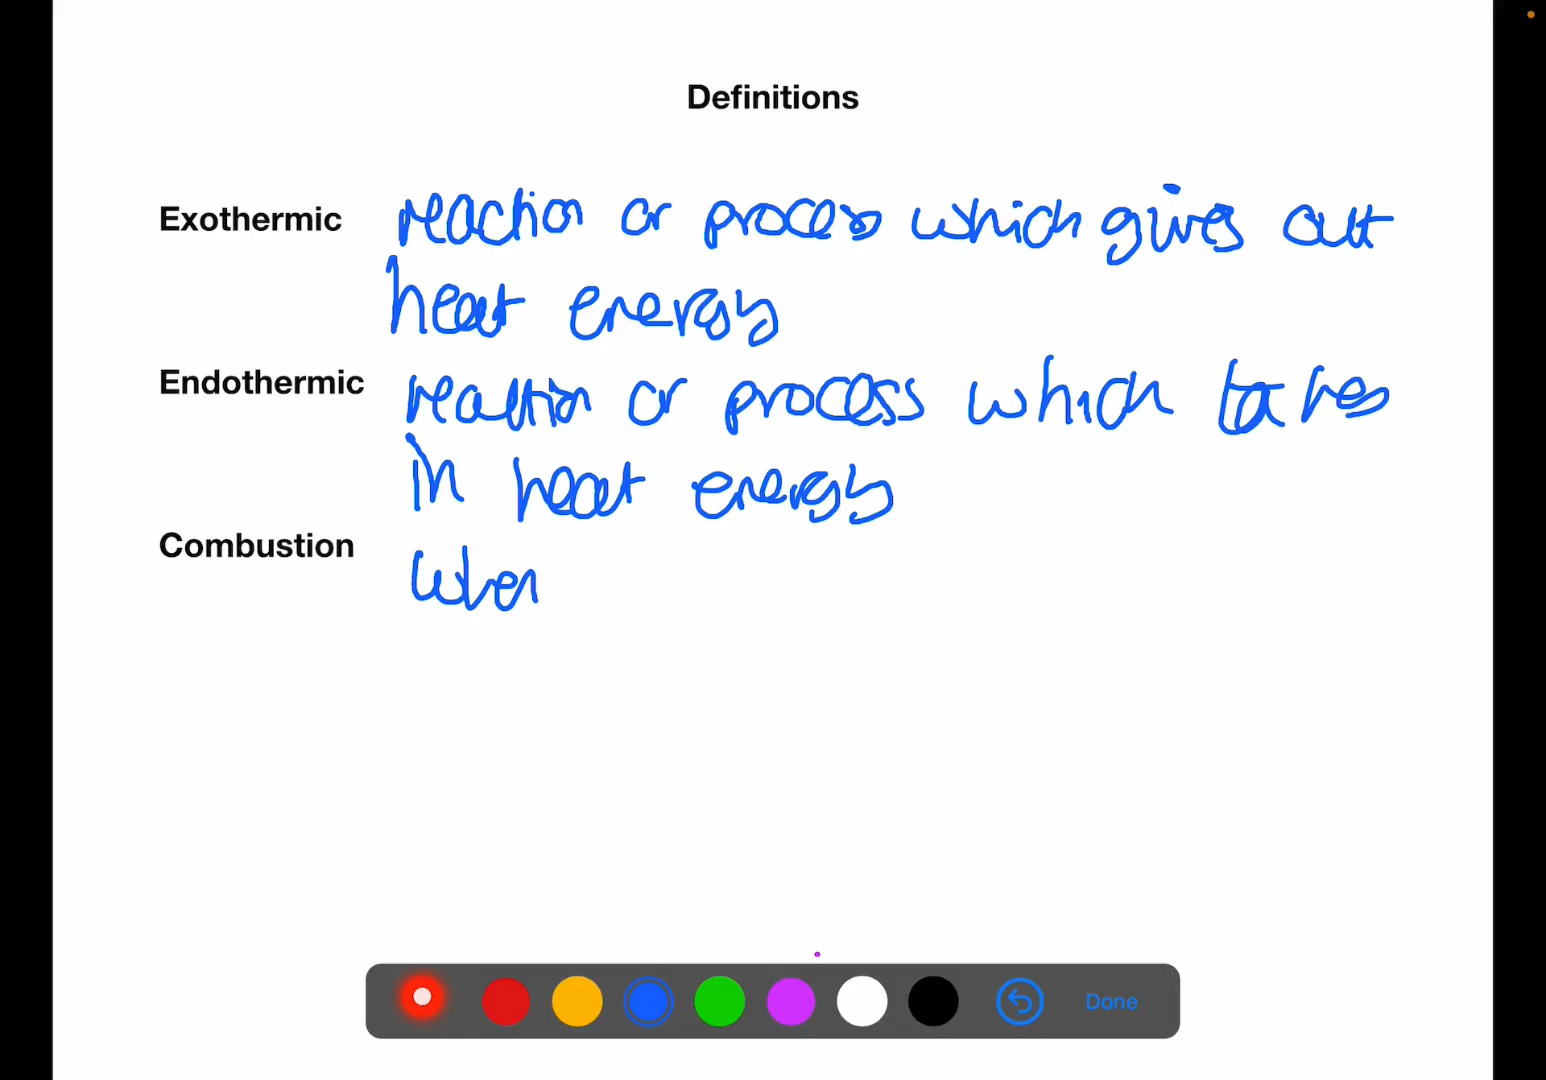 Definitions
Exothermic reaction or process which gives out
heat energy
Endothermic reaction or process which takes
in heat energy
Combustion when
Done